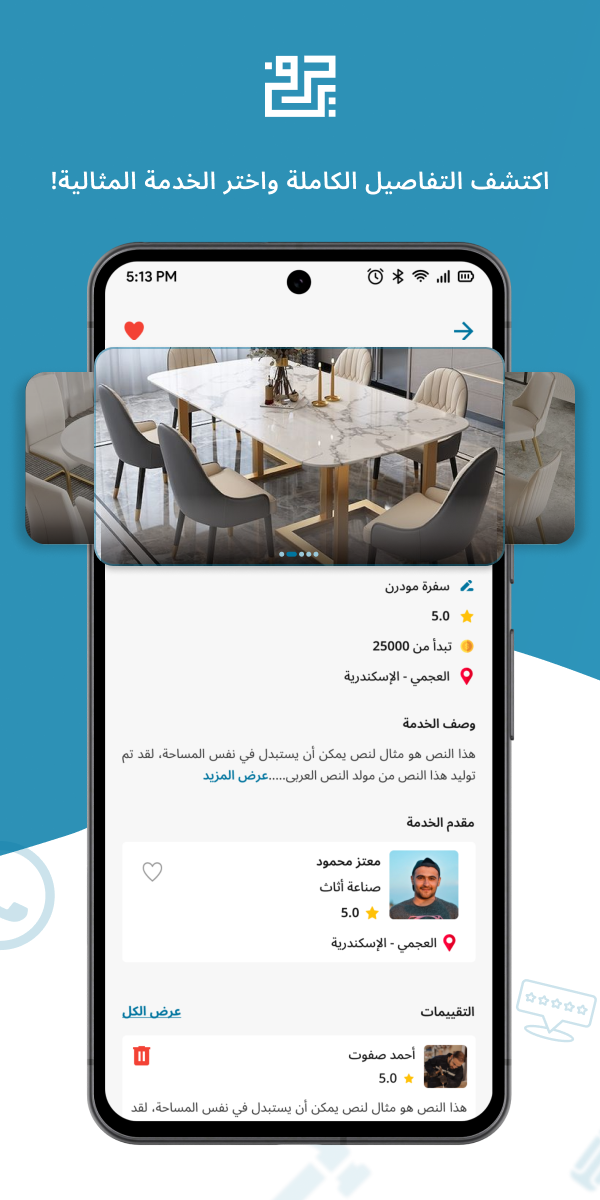 اكتشف التفاصيل الكاملة واختر الخدمة المثالية!
5:13 PM
سفرة مودرن
5.0
تبدأ من 25000
العجمي - الإسكندرية
وصف الخدمة
هذا النص هو مثال لنص يمكن أن يستبدل في نفس المساحة، لقد تم
توليد هذا النص من مولد النص العربى.....عرض المزيد
مقدم الخدمة
معتز محمود
صناعة أثاث
5.0
العجمي - الإسكندرية
التقييمات
عرض الكل
أحمد صفوت
5.0
هذا النص هو مثال لنص يمكن أن يستبدل في نفس المساحة، لقد